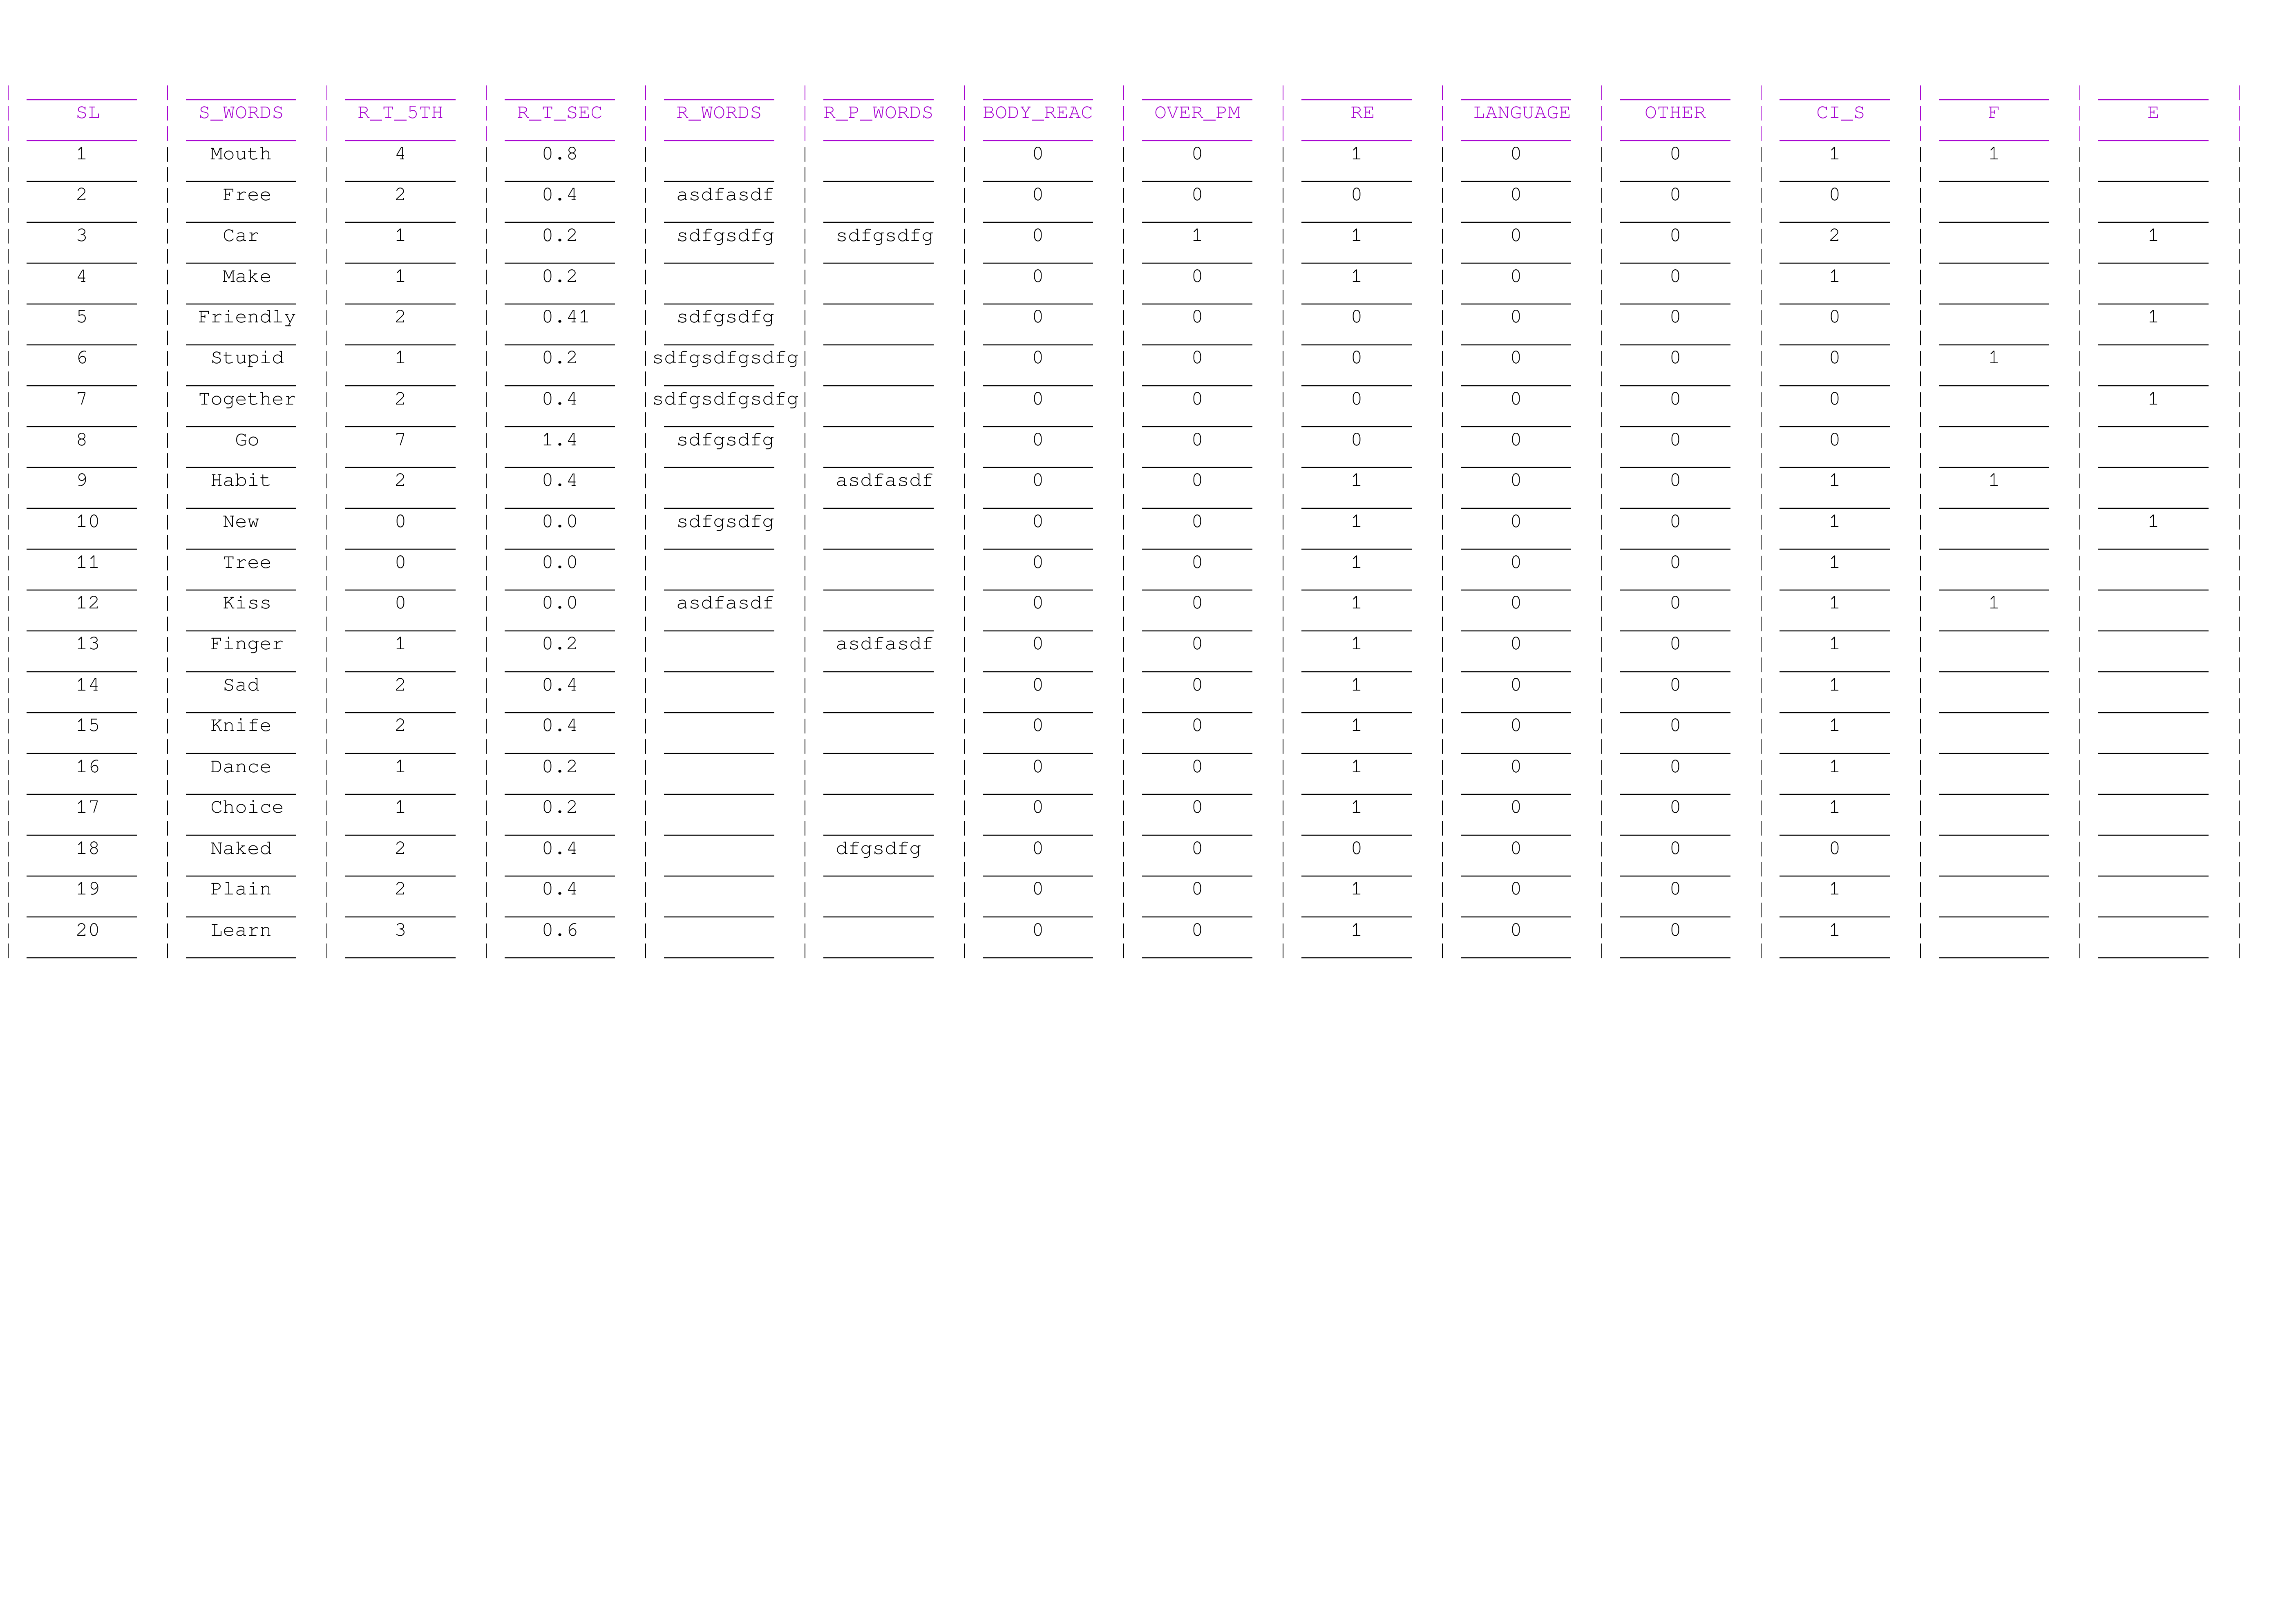 SL S_WORDS R_T_5TH R_T_SEC R_WORDS R_P_WORDS BODY_REAC OVER_PM RE LANGUAGE OTHER CI_S F E
1 Mouth 4 0.8 0 0 1 0 0 1 1
2 Free 2 0.4 asdfasdf 0 0 0 0 0 0
3 Car 1 0.2 sdfgsdfg sdfgsdfg 0 1 1 0 0 2 1
4 Make 1 0.2 0 0 1 0 0 1
5 Friendly 2 0.41 sdfgsdfg 0 0 0 0 0 0 1
6 Stupid 1 0.2 sdfgsdfgsdfg 0 0 0 0 0 0 1
7 Together 2 0.4 sdfgsdfgsdfg 0 0 0 0 0 0 1
8 Go 7 1.4 sdfgsdfg 0 0 0 0 0 0
9 Habit 2 0.4 asdfasdf 0 0 1 0 0 1 1
10 New 0 0.0 sdfgsdfg 0 0 1 0 0 1 1
11 Tree 0 0.0 0 0 1 0 0 1
12 Kiss 0 0.0 asdfasdf 0 0 1 0 0 1 1
13 Finger 1 0.2 asdfasdf 0 0 1 0 0 1
14 Sad 2 0.4 0 0 1 0 0 1
15 Knife 2 0.4 0 0 1 0 0 1
16 Dance 1 0.2 0 0 1 0 0 1
17 Choice 1 0.2 0 0 1 0 0 1
18 Naked 2 0.4 dfgsdfg 0 0 0 0 0 0
19 Plain 2 0.4 0 0 1 0 0 1
20 Learn 3 0.6 0 0 1 0 0 1